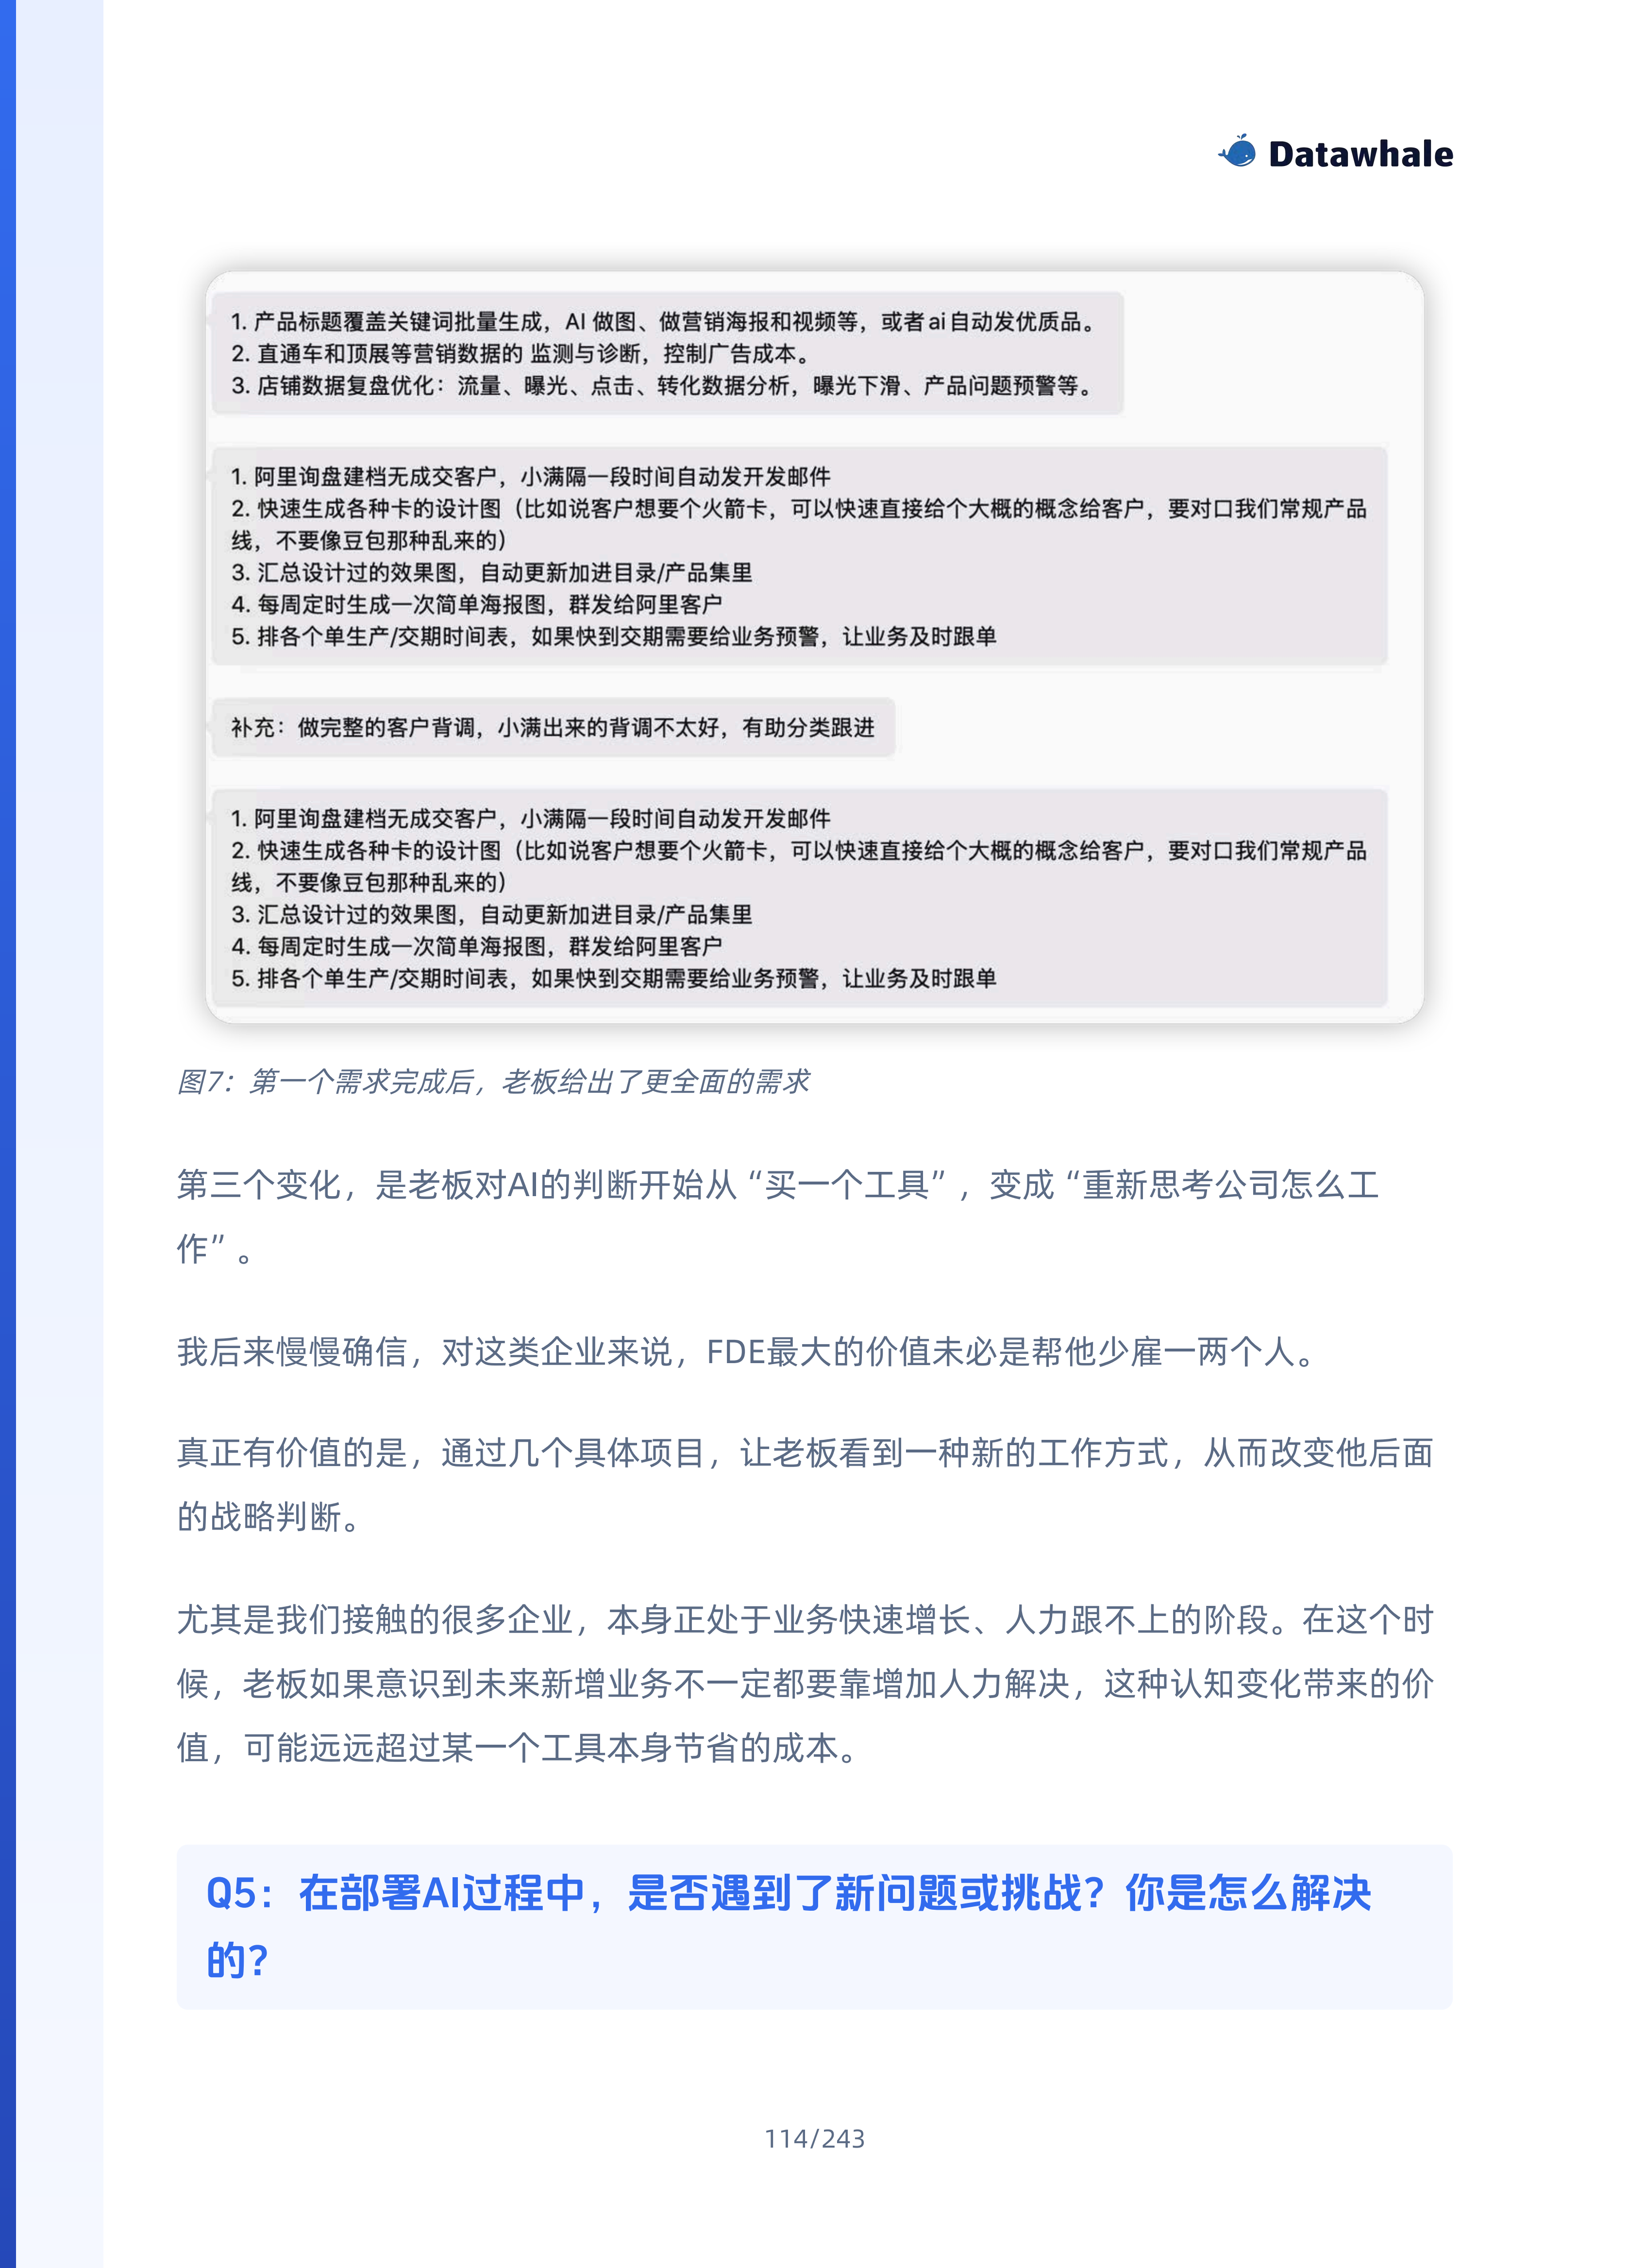 Datawhale
1. 产品标题覆盖关键词批量生成，AI 做图、做营销海报和视频等，或者ai自动发优质品。
2. 直通车和顶展等营销数据的 监测与诊断，控制广告成本。
3. 店铺数据复盘优化：流量、曝光、点击、转化数据分析，曝光下滑、产品问题预警等。
1. 阿里询盘建档无成交客户，小满隔一段时间自动发开发邮件
2. 快速生成各种卡的设计图（比如说客户想要个火箭卡，可以快速直接给个大概的概念给客户，要对口我们常规产品
线，不要像豆包那种乱来的）
3. 汇总设计过的效果图，自动更新加进目录/产品集里
4. 每周定时生成一次简单海报图，群发给阿里客户
5. 排各个单生产/交期时间表，如果快到交期需要给业务预警，让业务及时跟单
补充：做完整的客户背调，小满出来的背调不太好，有助分类跟进
1. 阿里询盘建档无成交客户，小满隔一段时间自动发开发邮件
2. 快速生成各种卡的设计图（比如说客户想要个火箭卡，可以快速直接给个大概的概念给客户，要对口我们常规产品
线，不要像豆包那种乱来的）
3. 汇总设计过的效果图，自动更新加进目录/产品集里
4. 每周定时生成一次简单海报图，群发给阿里客户
5. 排各个单生产/交期时间表，如果快到交期需要给业务预警，让业务及时跟单
图7：第一个需求完成后，老板给出了更全面的需求
第三个变化，是老板对AI的判断开始从“买一个工具”，变成“重新思考公司怎么工
作”。
我后来慢慢确信，对这类企业来说，FDE最大的价值未必是帮他少雇一两个人。
真正有价值的是，通过几个具体项目，让老板看到一种新的工作方式，从而改变他后面
的战略判断。
尤其是我们接触的很多企业，本身正处于业务快速增长、人力跟不上的阶段。在这个时
候，老板如果意识到未来新增业务不一定都要靠增加人力解决，这种认知变化带来的价
值，可能远远超过某一个工具本身节省的成本。
Q5：在部署AI过程中，是否遇到了新问题或挑战？你是怎么解决
的？
114/243